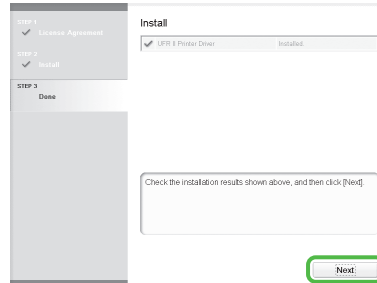 STEP 1
License Agreement
STEP 2
Install
STEP 3
Done
Install
UFR II Printer Driver Installed.
Check the installation results shown above, and then click [Next].
Next